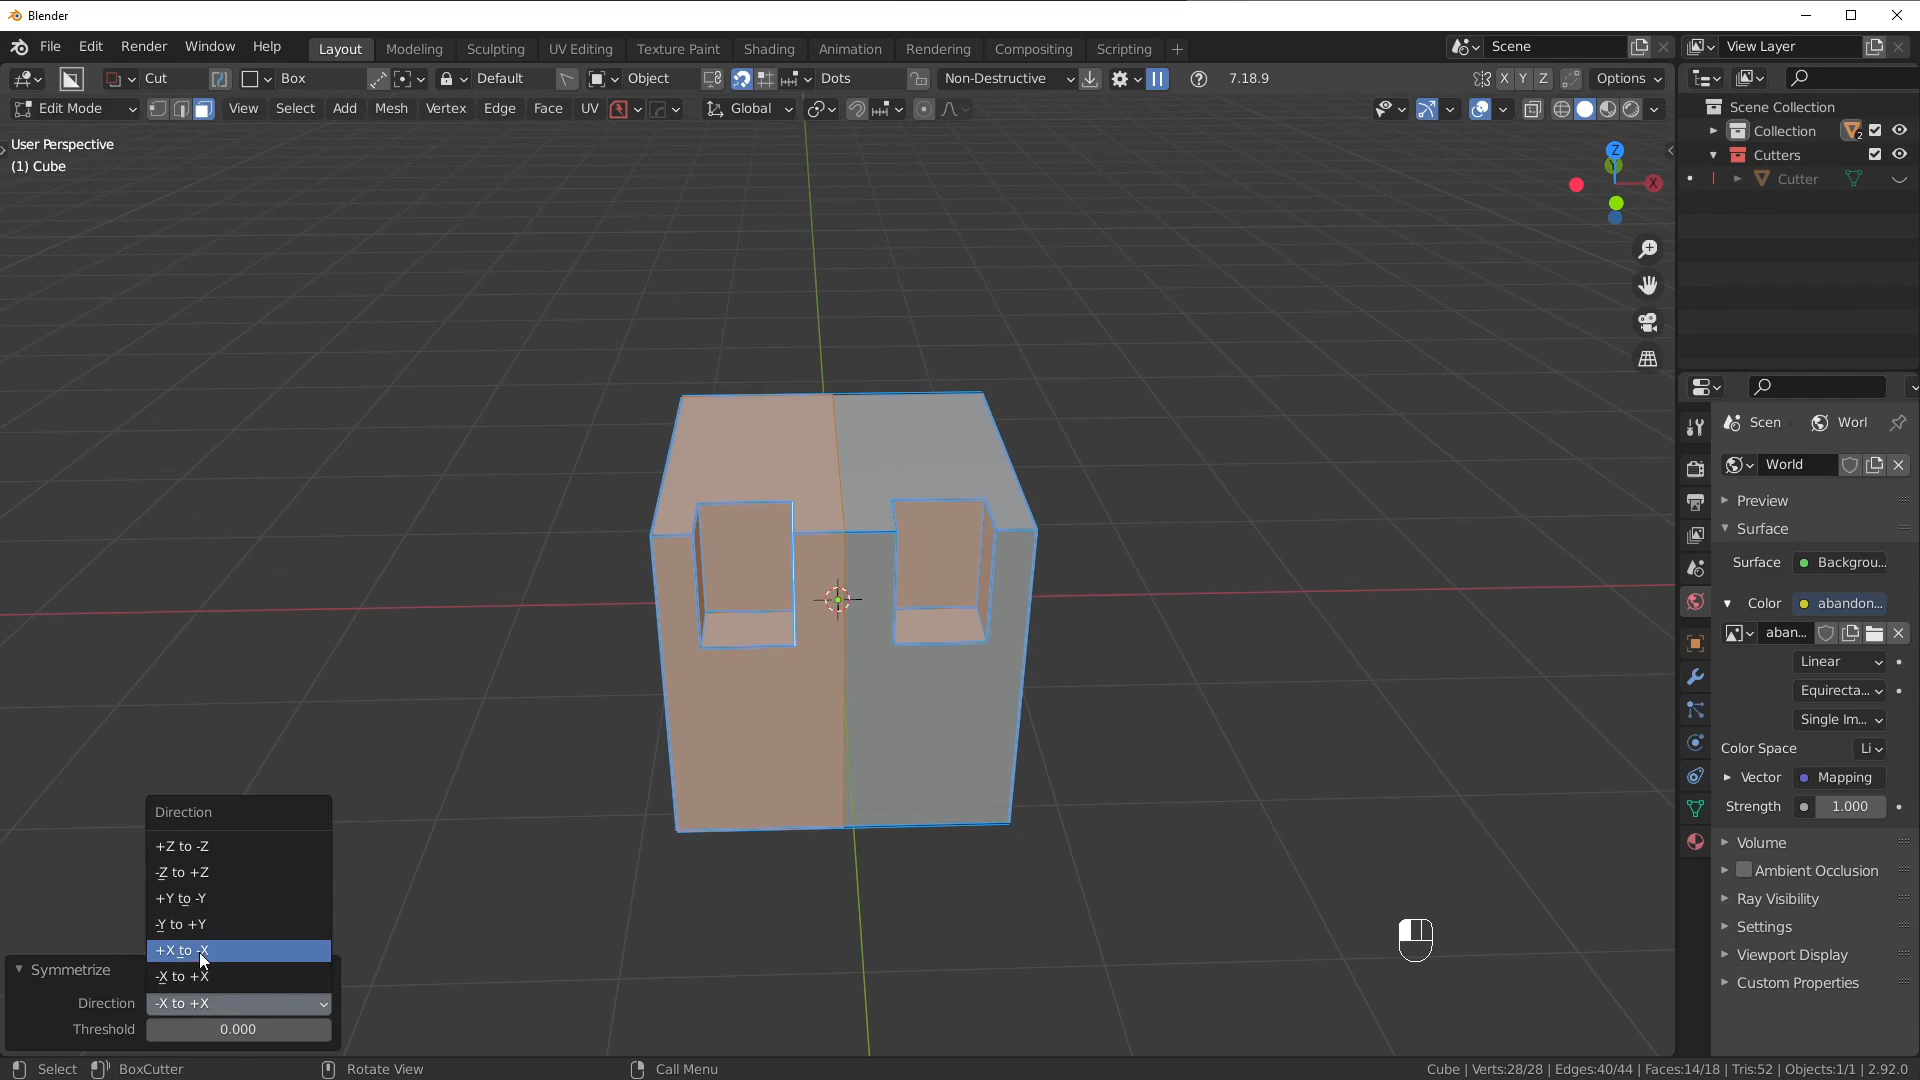 Blender
File Edit Render Window Help Layout Modeling Sculpting UV Editing Texture Paint Shading Animation Rendering Compositing Scripting + Scene View Layer
Cut Box Default Object Dots Non-Destructive 7.18.9 X Y Z Options
Edit Mode View Select Add Mesh Vertex Edge Face UV Global
User Perspective
(1) Cube
Z
Y
X
Scene Collection
Collection 2
Cutters
Cutter
Scen Worl
World
Preview
Surface
Surface Backgrou...
Color abandon...
aban...
Linear
Equirecta...
Single Im...
Color Space Li
Vector Mapping
Strength 1.000
Volume
Ambient Occlusion
Ray Visibility
Settings
Viewport Display
Custom Properties
Direction
+Z to -Z
-Z to +Z
+Y to -Y
-Y to +Y
+X to -X
-X to +X
Symmetrize
Direction -X to +X
Threshold 0.000
Select BoxCutter Rotate View Call Menu Cube | Verts:28/28 | Edges:40/44 | Faces:14/18 | Tris:52 | Objects:1/1 | 2.92.0